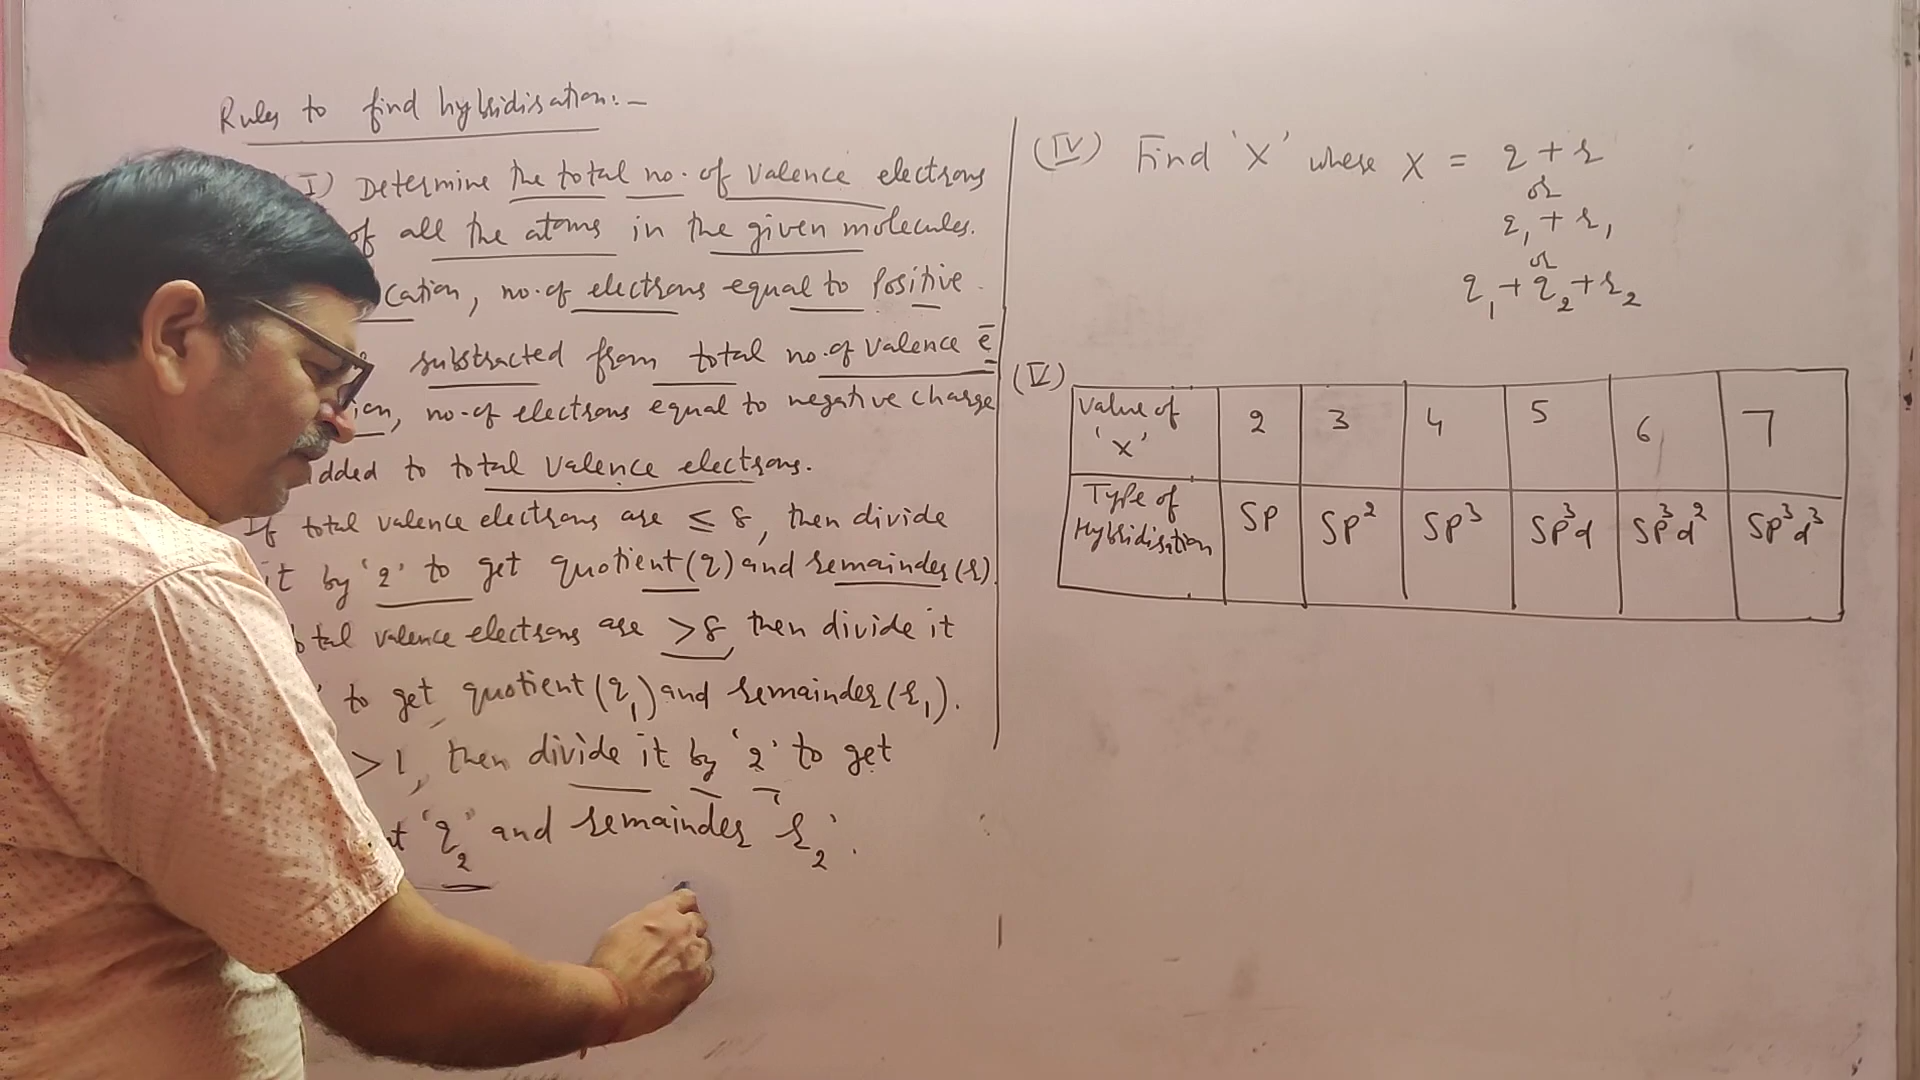 Rules to find hybridisation:-
(I) Determine the total no. of valence electrons
of all the atoms in the given molecules.
cation, no. of electrons equal to positive
substracted from total no. of valence e̅
ion, no. of electrons equal to negative charge
dded to total valence electrons.
If total valence electrons are ≤ 8, then divide
it by '2' to get quotient (q) and remainder (r).
tal valence electrons are > 8, then divide it
to get quotient (q₁) and remainder (r₁).
> 1, then divide it by '2' to get
t 'q₂' and remainder 'r₂'.
(IV) Find 'X' where X = q + r
or
q₁ + r₁
or
q₁ + q₂ + r₂
(V)
Value of 'X' 2 3 4 5 6 7
Type of Hybridisation SP SP² SP³ SP³d SP³d² SP³d³